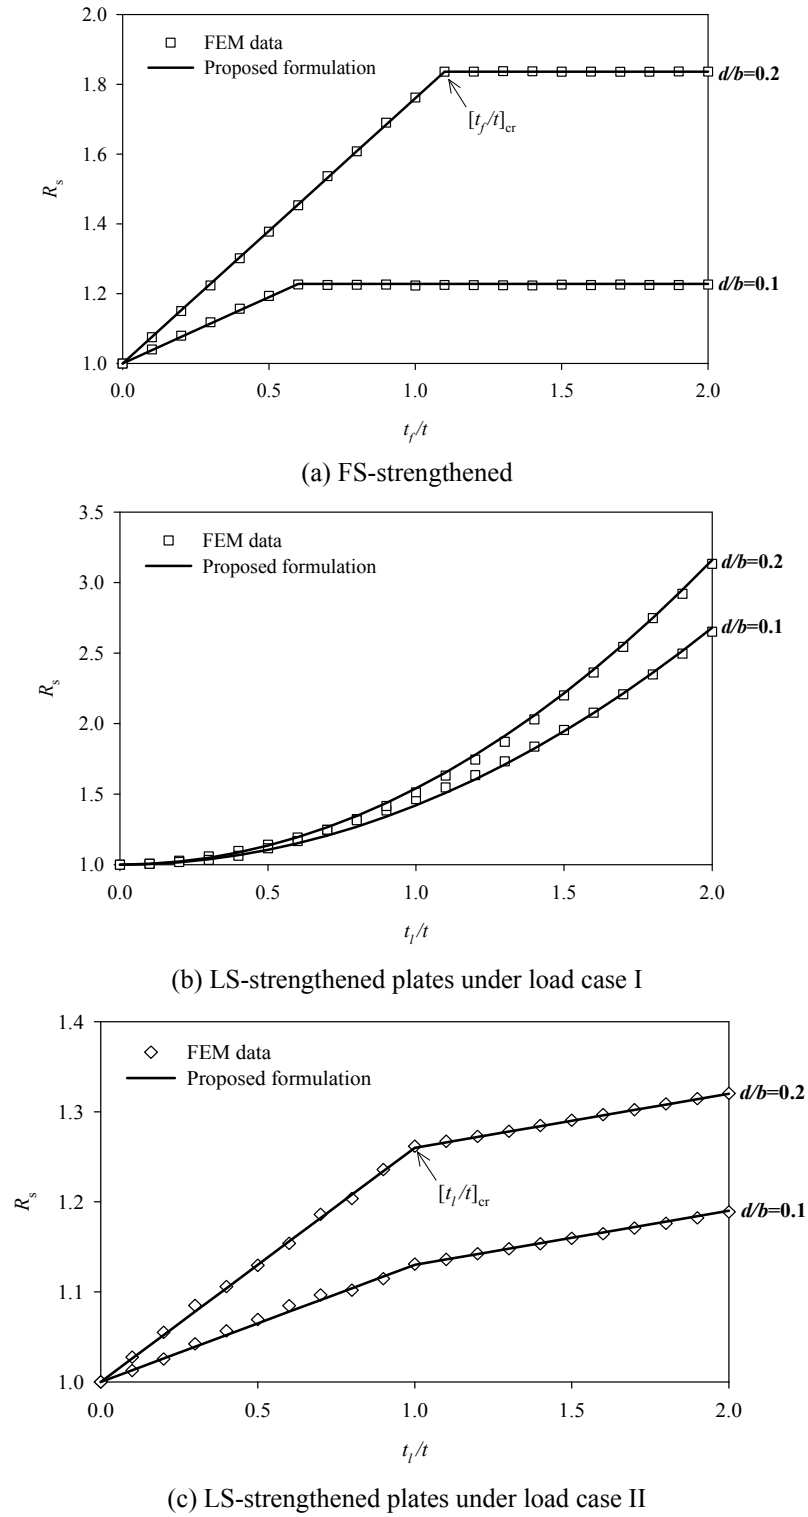 2.0
FEM data
Proposed formulation
1.8
d/b=0.2
[t_f/t]_cr
1.6
R_s
1.4
1.2
d/b=0.1
1.0
0.0 0.5 1.0 1.5 2.0
t_f/t
(a) FS-strengthened
3.5
FEM data
Proposed formulation
3.0
d/b=0.2
2.5
d/b=0.1
R_s
2.0
1.5
1.0
0.0 0.5 1.0 1.5 2.0
t_l/t
(b) LS-strengthened plates under load case I
1.4
FEM data
Proposed formulation
d/b=0.2
1.3
[t_l/t]_cr
R_s
1.2
d/b=0.1
1.1
1.0
0.0 0.5 1.0 1.5 2.0
t_l/t
(c) LS-strengthened plates under load case II